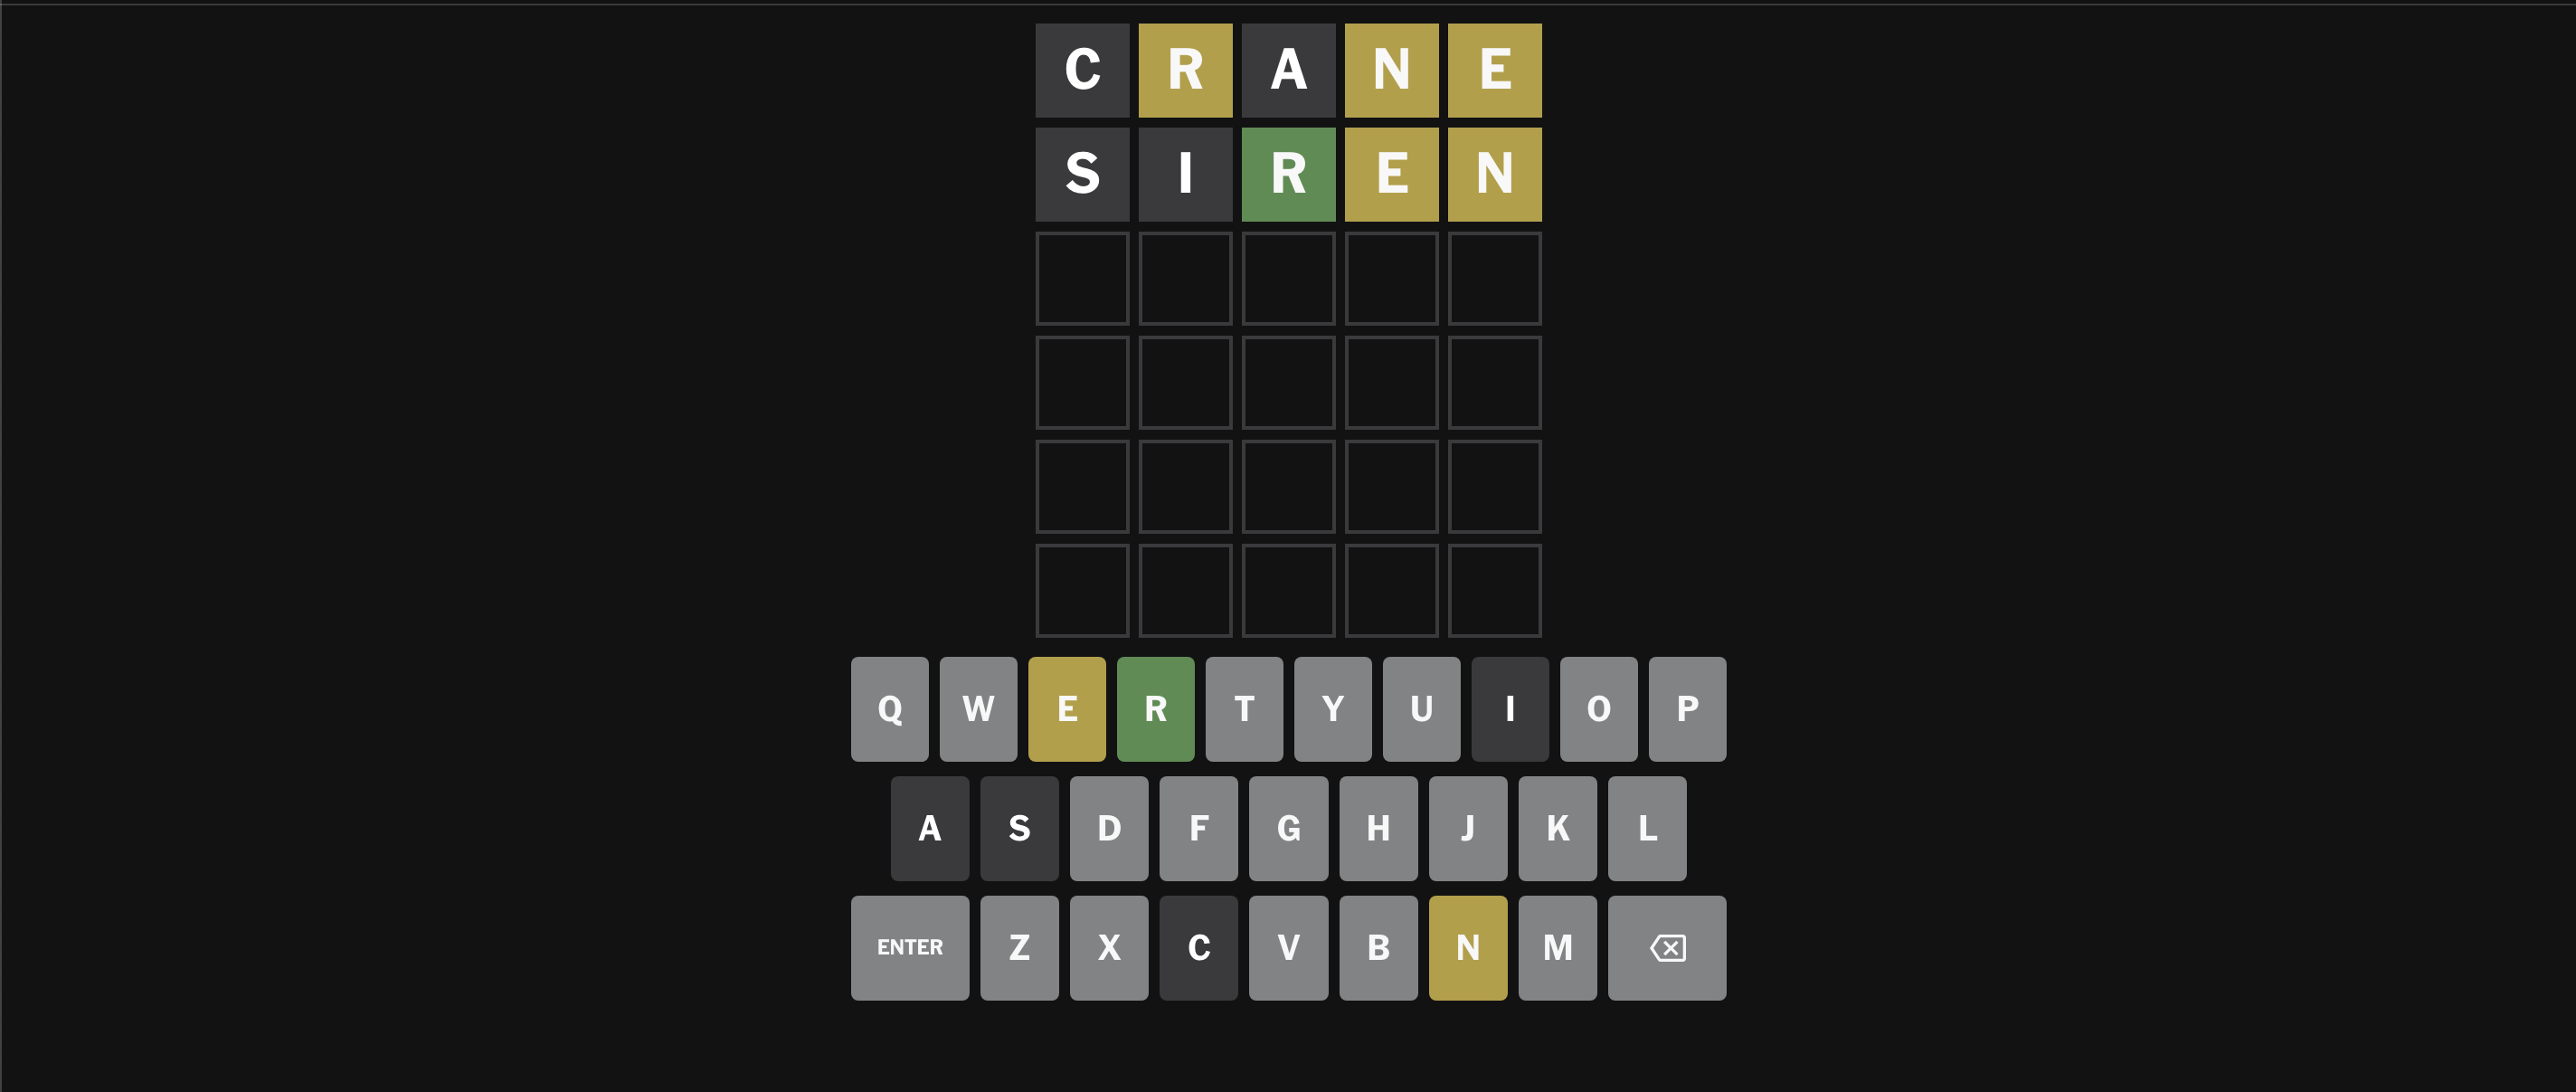 C R A N E
S I R E N
Q W E R T Y U I O P
A S D F G H J K L
ENTER Z X C V B N M